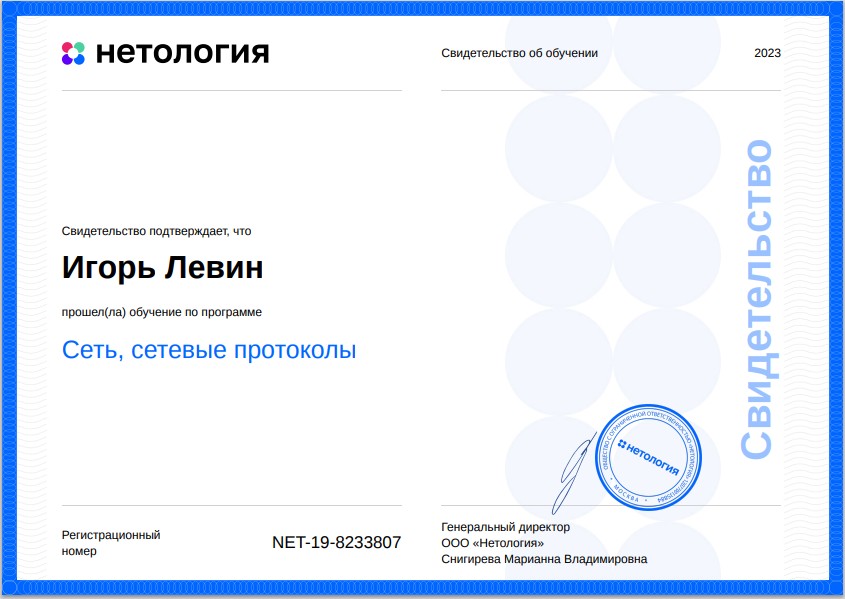 нетология
Свидетельство об обучении
2023
Свидетельство подтверждает, что
Игорь Левин
прошел(ла) обучение по программе
Сеть, сетевые протоколы
Свидетельство
ОБЩЕСТВО С ОГРАНИЧЕННОЙ ОТВЕТСТВЕННОСТЬЮ «НЕТОЛОГИЯ»
нетология
МОСКВА
Регистрационный
номер
NET-19-8233807
Генеральный директор
ООО «Нетология»
Снигирева Марианна Владимировна